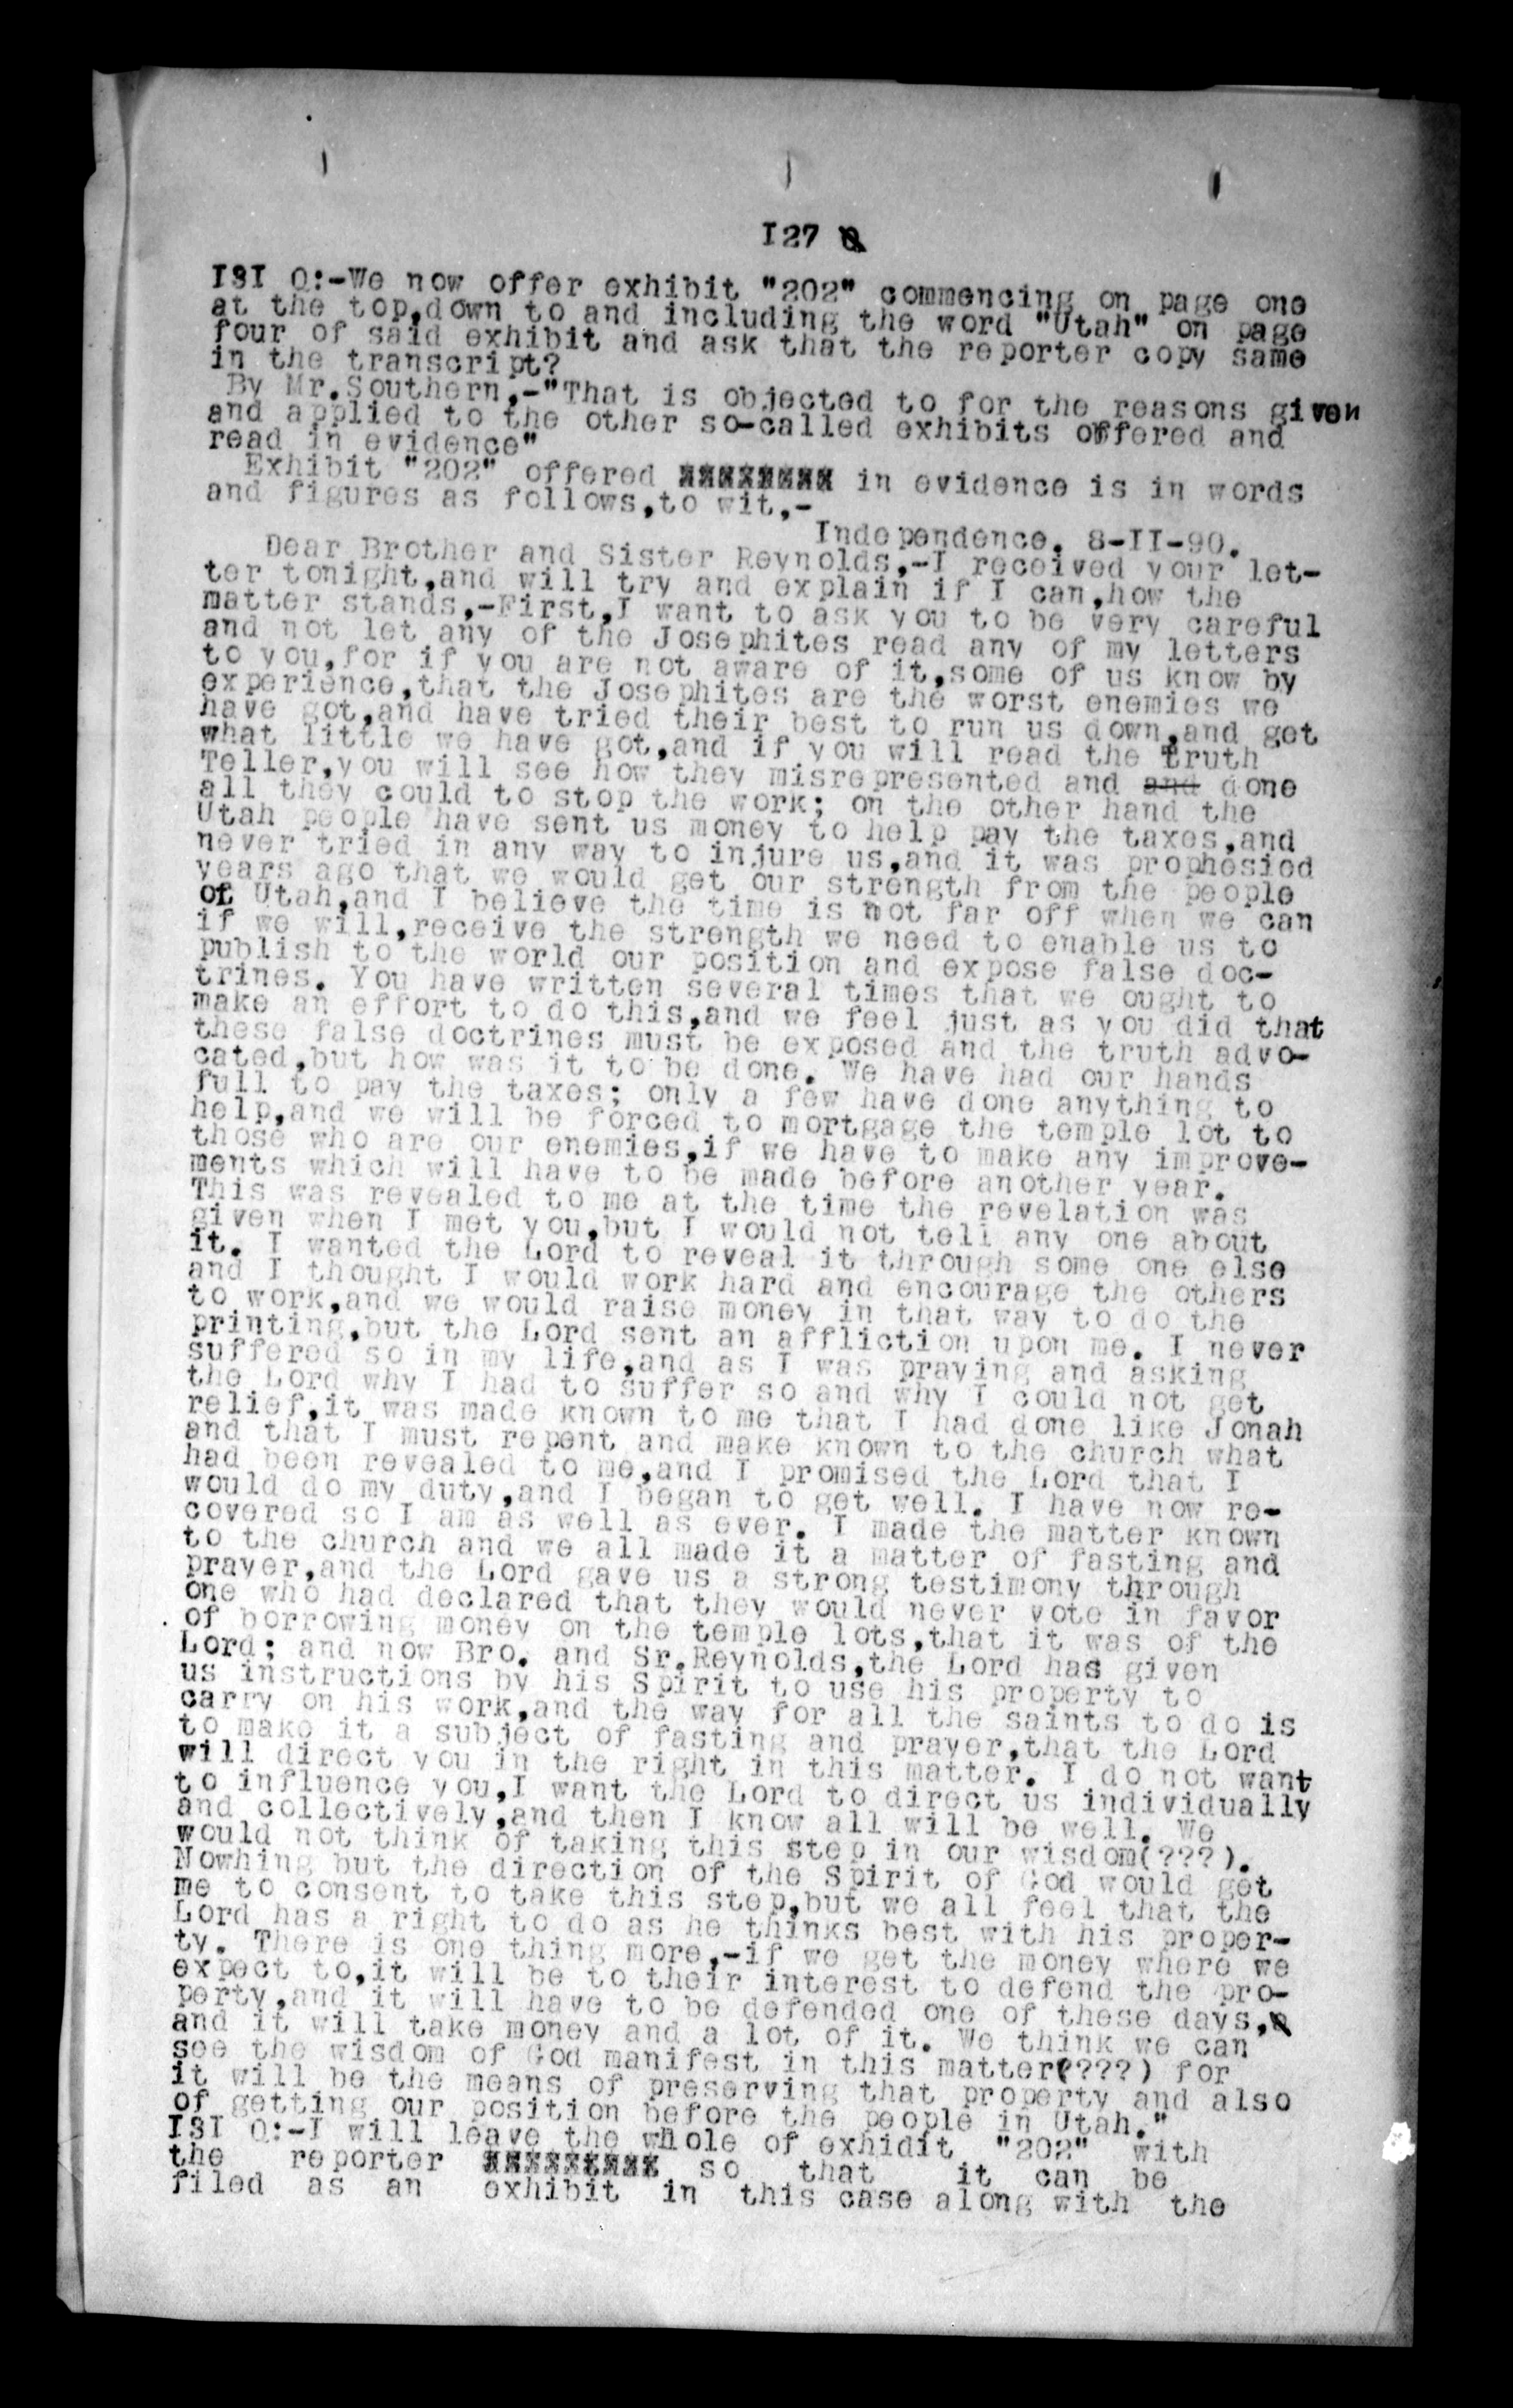 I27
I3I Q:-We now offer exhibit "202" commencing on page one
at the top,down to and including the word "Utah" on page
four of said exhibit and ask that the reporter copy same
in the transcript?
By Mr.Southern,-"That is objected to for the reasons given
and applied to the other so-called exhibits offered and
read in evidence"
Exhibit "202" offered xxxxxxxx in evidence is in words
and figures as follows,to wit,-
Independence. 8-II-90.
Dear Brother and Sister Reynolds,-I received your let-
ter tonight,and will try and explain if I can,how the
matter stands,-First,I want to ask you to be very careful
and not let any of the Josephites read any of my letters
to you,for if you are not aware of it,some of us know by
experience,that the Josephites are the worst enemies we
have got,and have tried their best to run us down,and get
what little we have got,and if you will read the truth
Teller,you will see how they misrepresented and and done
all they could to stop the work; on the other hand the
Utah people have sent us money to help pay the taxes,and
never tried in any way to injure us,and it was prophesied
years ago that we would get our strength from the people
of Utah,and I believe the time is not far off when we can
if we will,receive the strength we need to enable us to
publish to the world our position and expose false doc-
trines. You have written several times that we ought to
make an effort to do this,and we feel just as you did that
these false doctrines must be exposed and the truth advo-
cated,but how was it to be done. We have had our hands
full to pay the taxes; only a few have done anything to
help,and we will be forced to mortgage the temple lot to
those who are our enemies,if we have to make any improve-
ments which will have to be made before another year.
This was revealed to me at the time the revelation was
given when I met you,but I would not tell any one about
it. I wanted the Lord to reveal it through some one else
and I thought I would work hard and encourage the others
to work,and we would raise money in that way to do the
printing,but the Lord sent an affliction upon me. I never
suffered so in my life,and as I was praying and asking
the Lord why I had to suffer so and why I could not get
relief,it was made known to me that I had done like Jonah
and that I must repent and make known to the church what
had been revealed to me,and I promised the Lord that I
would do my duty,and I began to get well. I have now re-
covered so I am as well as ever. I made the matter known
to the church and we all made it a matter of fasting and
prayer,and the Lord gave us a strong testimony through
one who had declared that they would never vote in favor
of borrowing money on the temple lots,that it was of the
Lord; and now Bro. and Sr.Reynolds,the Lord has given
us instructions by his Spirit to use his property to
carry on his work,and the way for all the saints to do is
to make it a subject of fasting and prayer,that the Lord
will direct you in the right in this matter. I do not want
to influence you,I want the Lord to direct us individually
and collectively,and then I know all will be well. We
would not think of taking this step in our wisdom(???).
Nowhing but the direction of the Spirit of God would get
me to consent to take this step,but we all feel that the
Lord has a right to do as he thinks best with his proper-
ty. There is one thing more,-if we get the money where we
expect to,it will be to their interest to defend the pro-
perty,and it will have to be defended one of these days,
and it will take money and a lot of it. We think we can
see the wisdom of God manifest in this matter(???) for
it will be the means of preserving that property and also
of getting our position before the people in Utah."
I3I Q:-I will leave the whole of exhidit "202" with
the reporter xxxxxxxxx so that it can be
filed as an exhibit in this case along with the